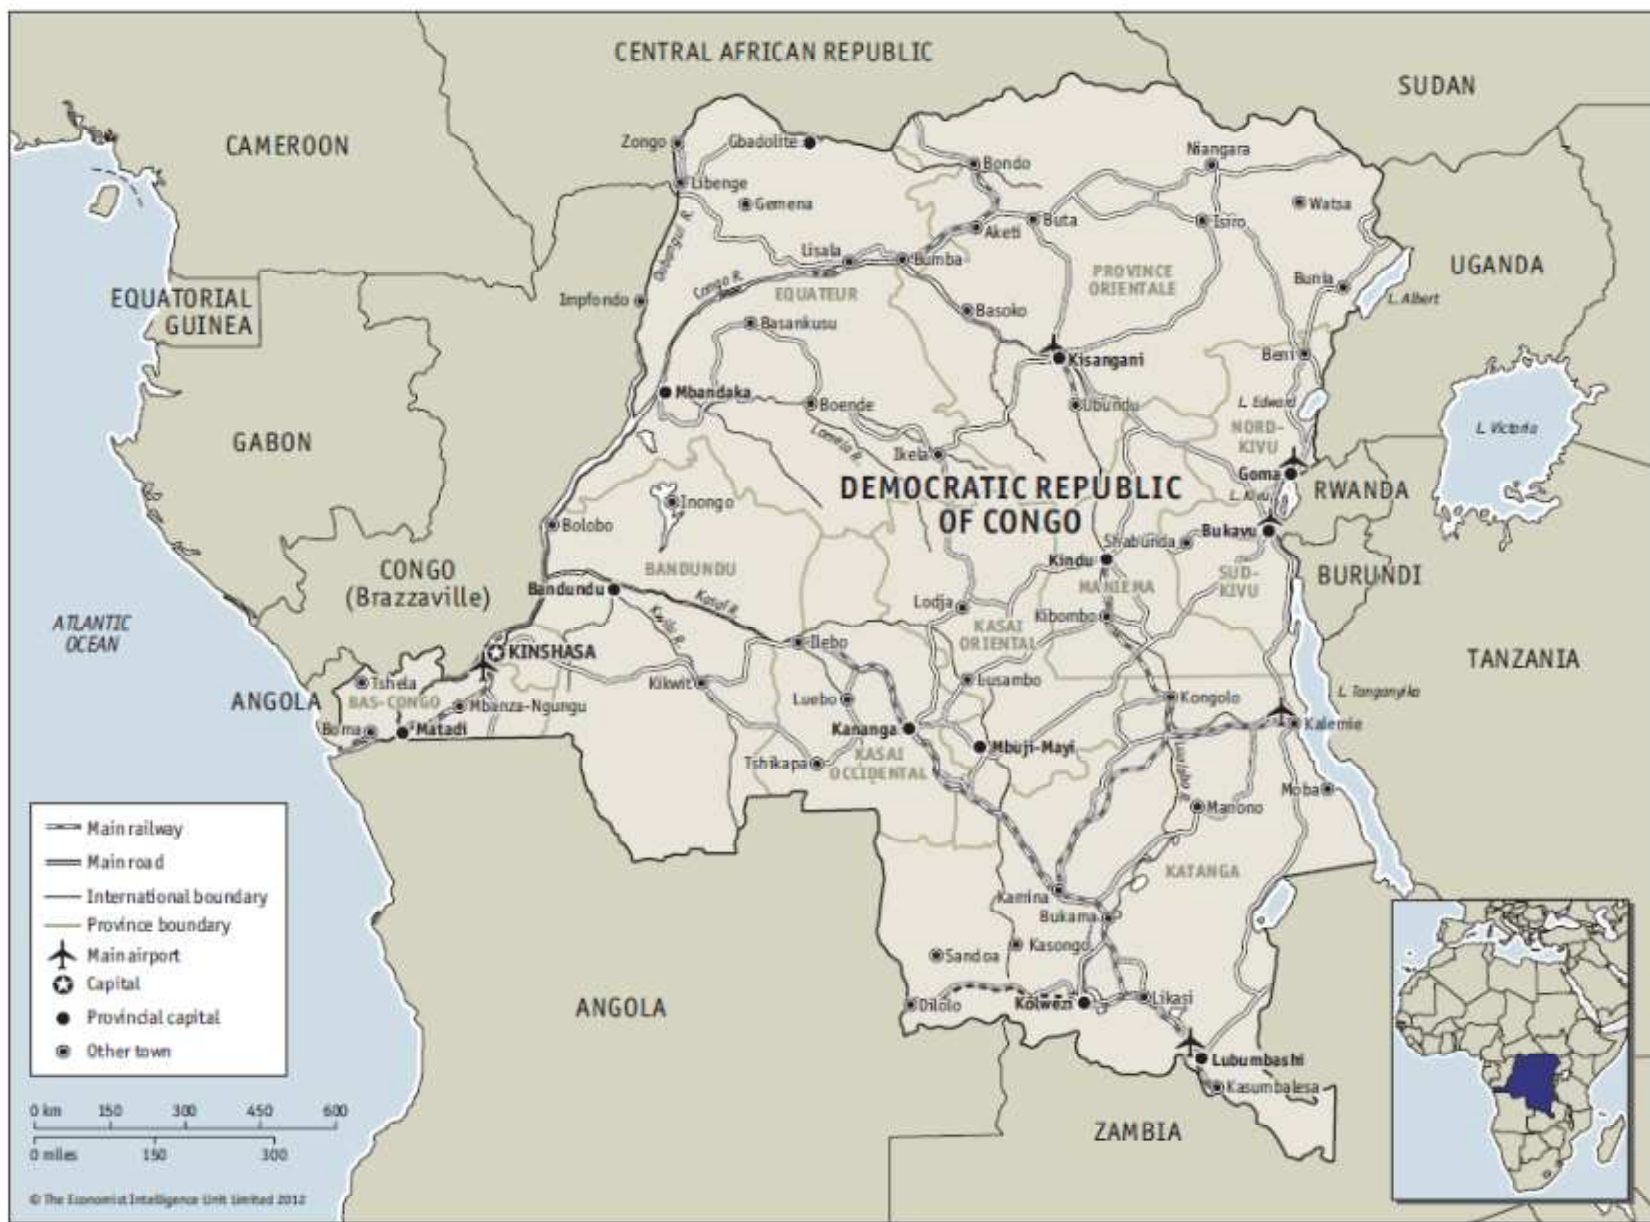 CENTRAL AFRICAN REPUBLIC
SUDAN
CAMEROON
Zongo
Gbadolite
Bondo
Niangara
Libenge
Gemena
Watsa
Buta
Isiro
Aketi
Oubangui R.
Lisala
Bumba
UGANDA
PROVINCE
ORIENTALE
Congo R.
EQUATEUR
Bunia
L. Albert
EQUATORIAL
GUINEA
Impfondo
Basoko
Basankusu
Beni
Kisangani
Mbandaka
Boende
Ubundu
L. Edward
NORD-
KIVU
L. Victoria
GABON
Lomela R.
Ikela
Goma
L. Kivu
RWANDA
DEMOCRATIC REPUBLIC
OF CONGO
Inongo
Bolobo
Bukavu
Shabunda
Kindu
CONGO
(Brazzaville)
BANDUNDU
SUD-
KIVU
BURUNDI
Bandundu
MANIEMA
Kasai R.
Lodja
Kibombo
ATLANTIC
OCEAN
Kwilu R.
KASAI
ORIENTAL
Ilebo
KINSHASA
TANZANIA
Tshela
Kikwit
Lusambo
L. Tanganyika
ANGOLA
BAS-CONGO
Mbanza-Ngungu
Luebo
Kongolo
Boma
Matadi
Kananga
Kalemie
Mbuji-Mayi
KASAI
OCCIDENTAL
Tshikapa
Lualaba R.
Moba
Manono
Main railway
Main road
International boundary
Province boundary
Main airport
Capital
Provincial capital
Other town
KATANGA
Kamina
Bukama
Kasongo
Sandoa
ANGOLA
Dilolo
Kolwezi
Likasi
Lubumbashi
Kasumbalesa
ZAMBIA
0 km 150 300 450 600
0 miles 150 300
© The Economist Intelligence Unit Limited 2012